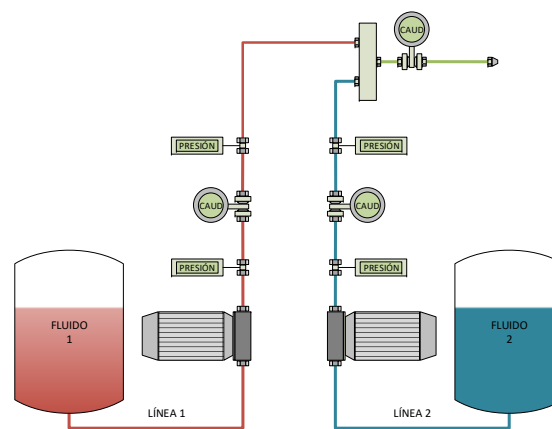 CAUD
PRESIÓN
PRESIÓN
CAUD
CAUD
PRESIÓN
PRESIÓN
FLUIDO
1
FLUIDO
2
LÍNEA 1
LÍNEA 2